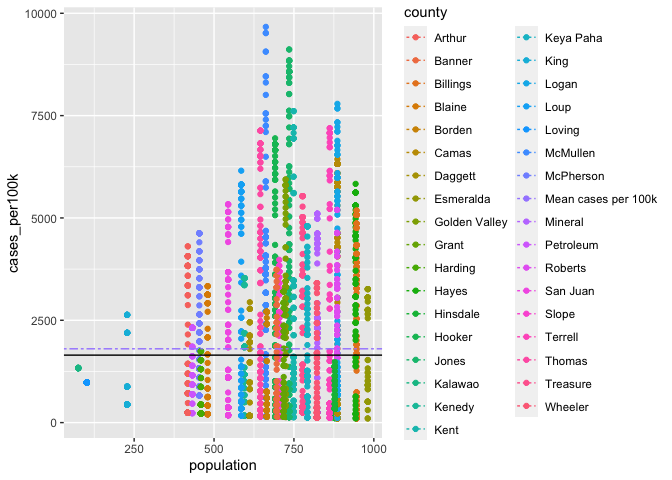 county
10000
7500
5000
2500
0
cases_per100k
250
500
750
1000
population
Arthur
Banner
Billings
Blaine
Borden
Camas
Daggett
Esmeralda
Golden Valley
Grant
Harding
Hayes
Hinsdale
Hooker
Jones
Kalawao
Kenedy
Kent
Keya Paha
King
Logan
Loup
Loving
McMullen
McPherson
Mean cases per 100k
Mineral
Petroleum
Roberts
San Juan
Slope
Terrell
Thomas
Treasure
Wheeler